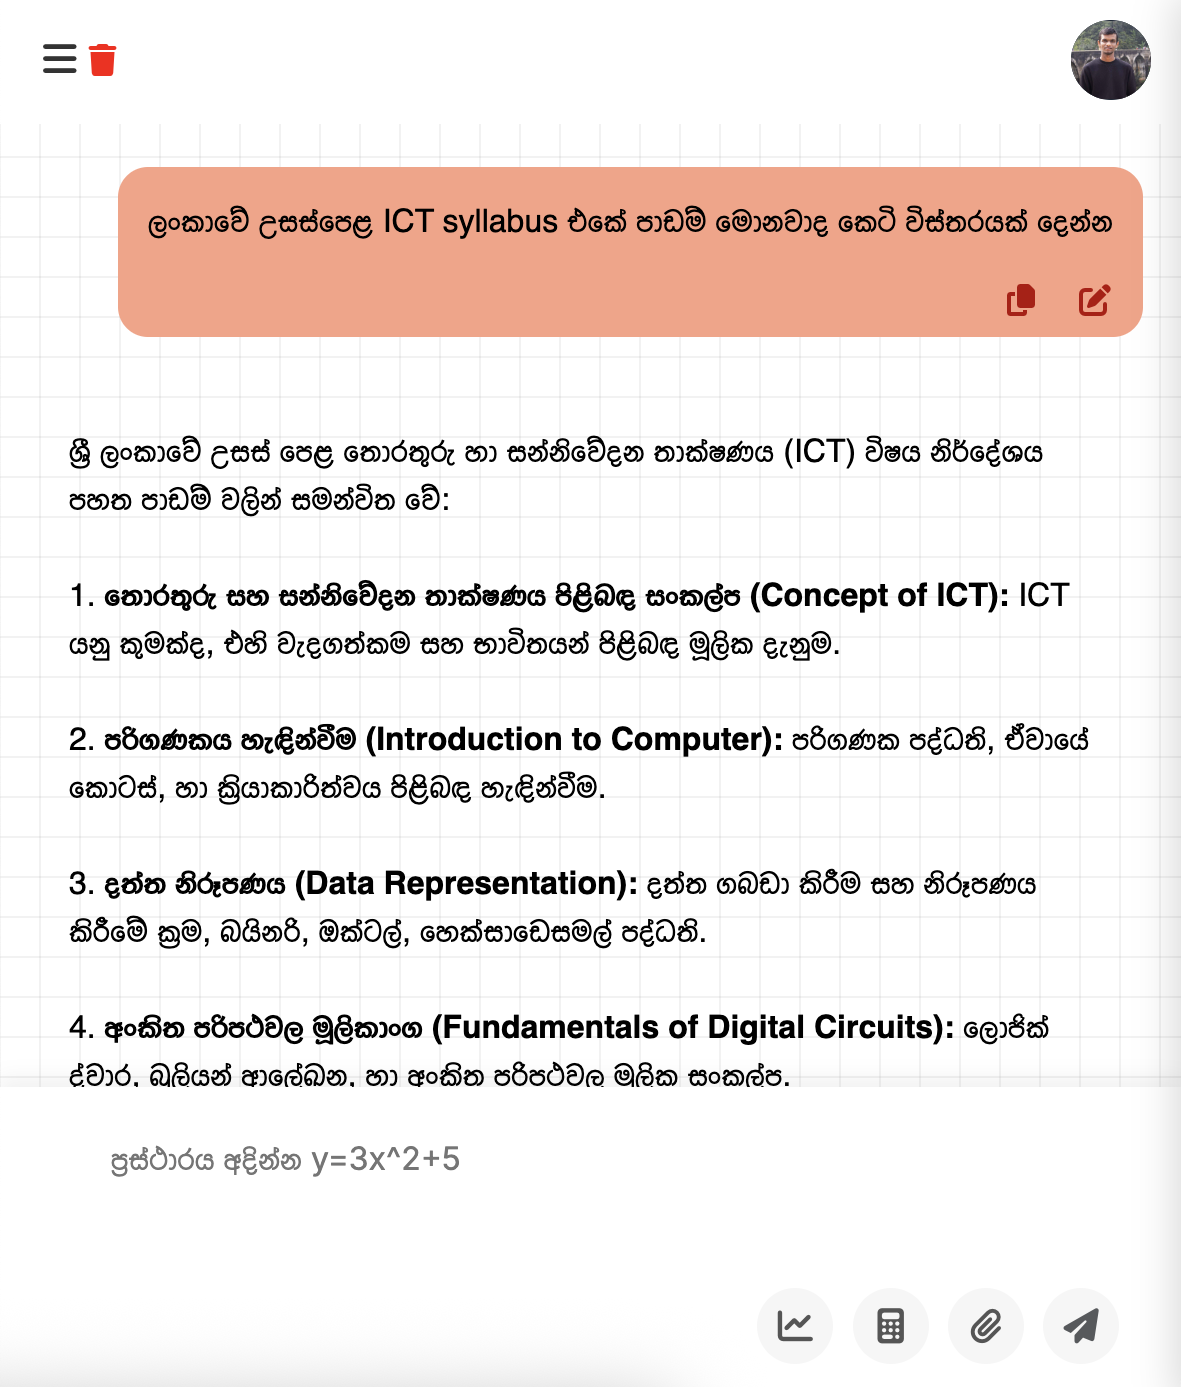 ලංකාවේ උසස්පෙළ ICT syllabus එකේ පාඩම් මොනවාද කෙටි විස්තරයක් දෙන්න
ශ්‍රී ලංකාවේ උසස් පෙළ තොරතුරු හා සන්නිවේදන තාක්ෂණය (ICT) විෂය නිර්දේශය
පහත පාඩම් වලින් සමන්විත වේ:
1. තොරතුරු සහ සන්නිවේදන තාක්ෂණය පිළිබඳ සංකල්ප (Concept of ICT): ICT
යනු කුමක්ද, එහි වැදගත්කම සහ භාවිතයන් පිළිබඳ මූලික දැනුම.
2. පරිගණකය හැඳින්වීම (Introduction to Computer): පරිගණක පද්ධති, ඒවායේ
කොටස්, හා ක්‍රියාකාරිත්වය පිළිබඳ හැඳින්වීම.
3. දත්ත නිරූපණය (Data Representation): දත්ත ගබඩා කිරීම සහ නිරූපණය
කිරීමේ ක්‍රම, බයිනරි, ඔක්ටල්, හෙක්සාඩෙසමල් පද්ධති.
4. අංකිත පරිපථවල මූලිකාංග (Fundamentals of Digital Circuits): ලොජික්
ද්වාර, බූලියන් ආලේඛන, හා අංකිත පරිපථවල මූලික සංකල්ප.
ප්‍රස්ථාරය අදින්න y=3x^2+5